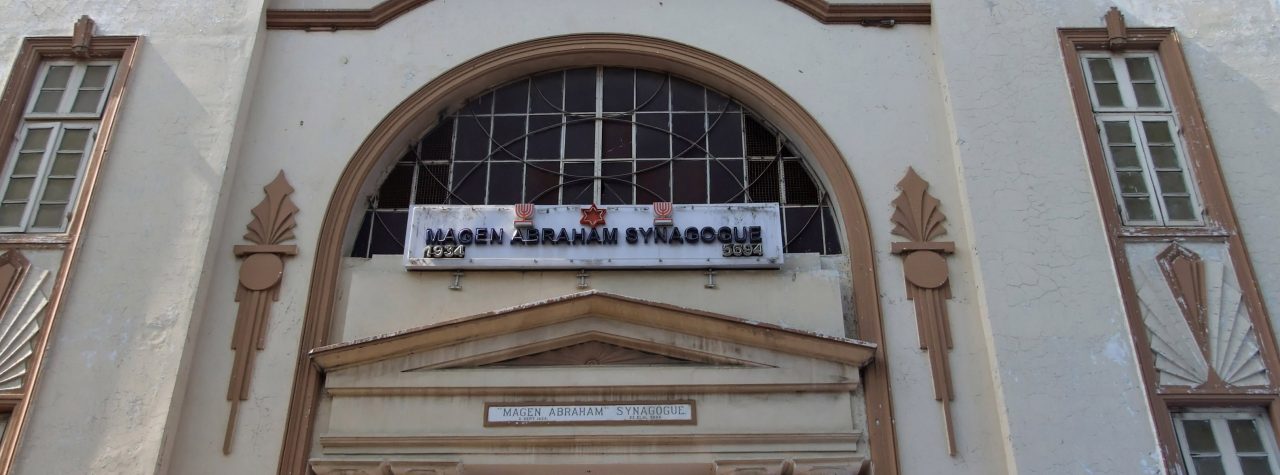 MAGEN ABRAHAM SYNAGOGUE
1934 5694
"MAGEN ABRAHAM" SYNAGOGUE.